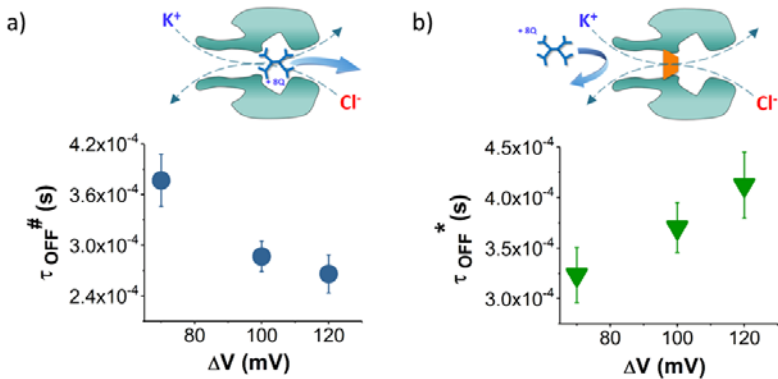 a)
K⁺
+ 8Q
Cl⁻
4.2x10⁻⁴
3.6x10⁻⁴
3.0x10⁻⁴
2.4x10⁻⁴
τ OFF # (s)
80 100 120
ΔV (mV)
b)
+ 8Q
K⁺
Cl⁻
4.5x10⁻⁴
4.0x10⁻⁴
3.5x10⁻⁴
3.0x10⁻⁴
τ OFF * (s)
80 100 120
ΔV (mV)